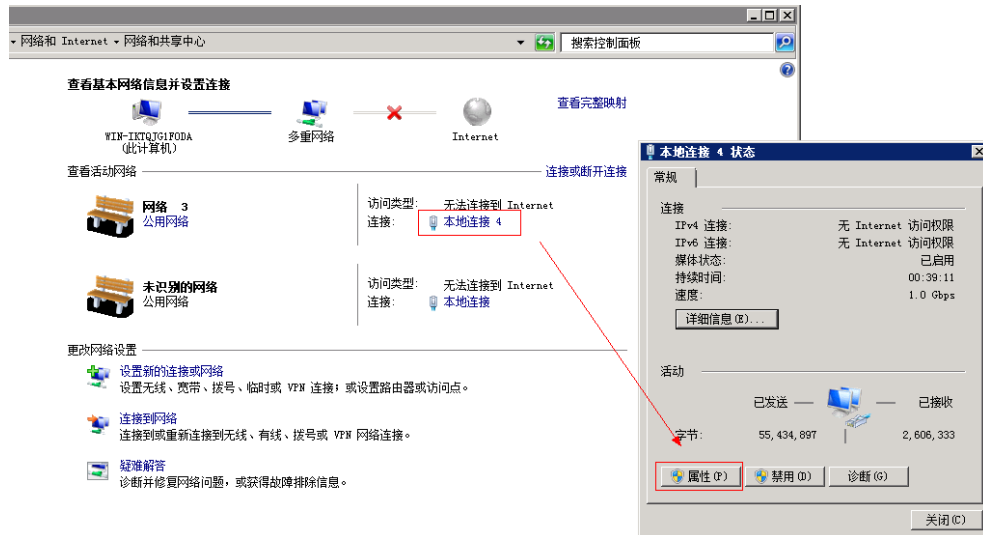 网络和 Internet 网络和共享中心
搜索控制面板
查看基本网络信息并设置连接
查看完整映射
WIN-IKTQJG1FODA
(此计算机)
多重网络
Internet
查看活动网络
连接或断开连接
网络 3
公用网络
访问类型: 无法连接到 Internet
连接: 本地连接 4
未识别的网络
公用网络
访问类型: 无法连接到 Internet
连接: 本地连接
更改网络设置
设置新的连接或网络
设置无线、宽带、拨号、临时或 VPN 连接；或设置路由器或访问点。
连接到网络
连接到或重新连接到无线、有线、拨号或 VPN 网络连接。
疑难解答
诊断并修复网络问题，或获得故障排除信息。
本地连接 4 状态
常规
连接
IPv4 连接: 无 Internet 访问权限
IPv6 连接: 无 Internet 访问权限
媒体状态: 已启用
持续时间: 00:39:11
速度: 1.0 Gbps
详细信息(E)...
活动
已发送 — — 已接收
字节: 55,434,897 | 2,606,333
属性(P) 禁用(D) 诊断(G)
关闭(C)